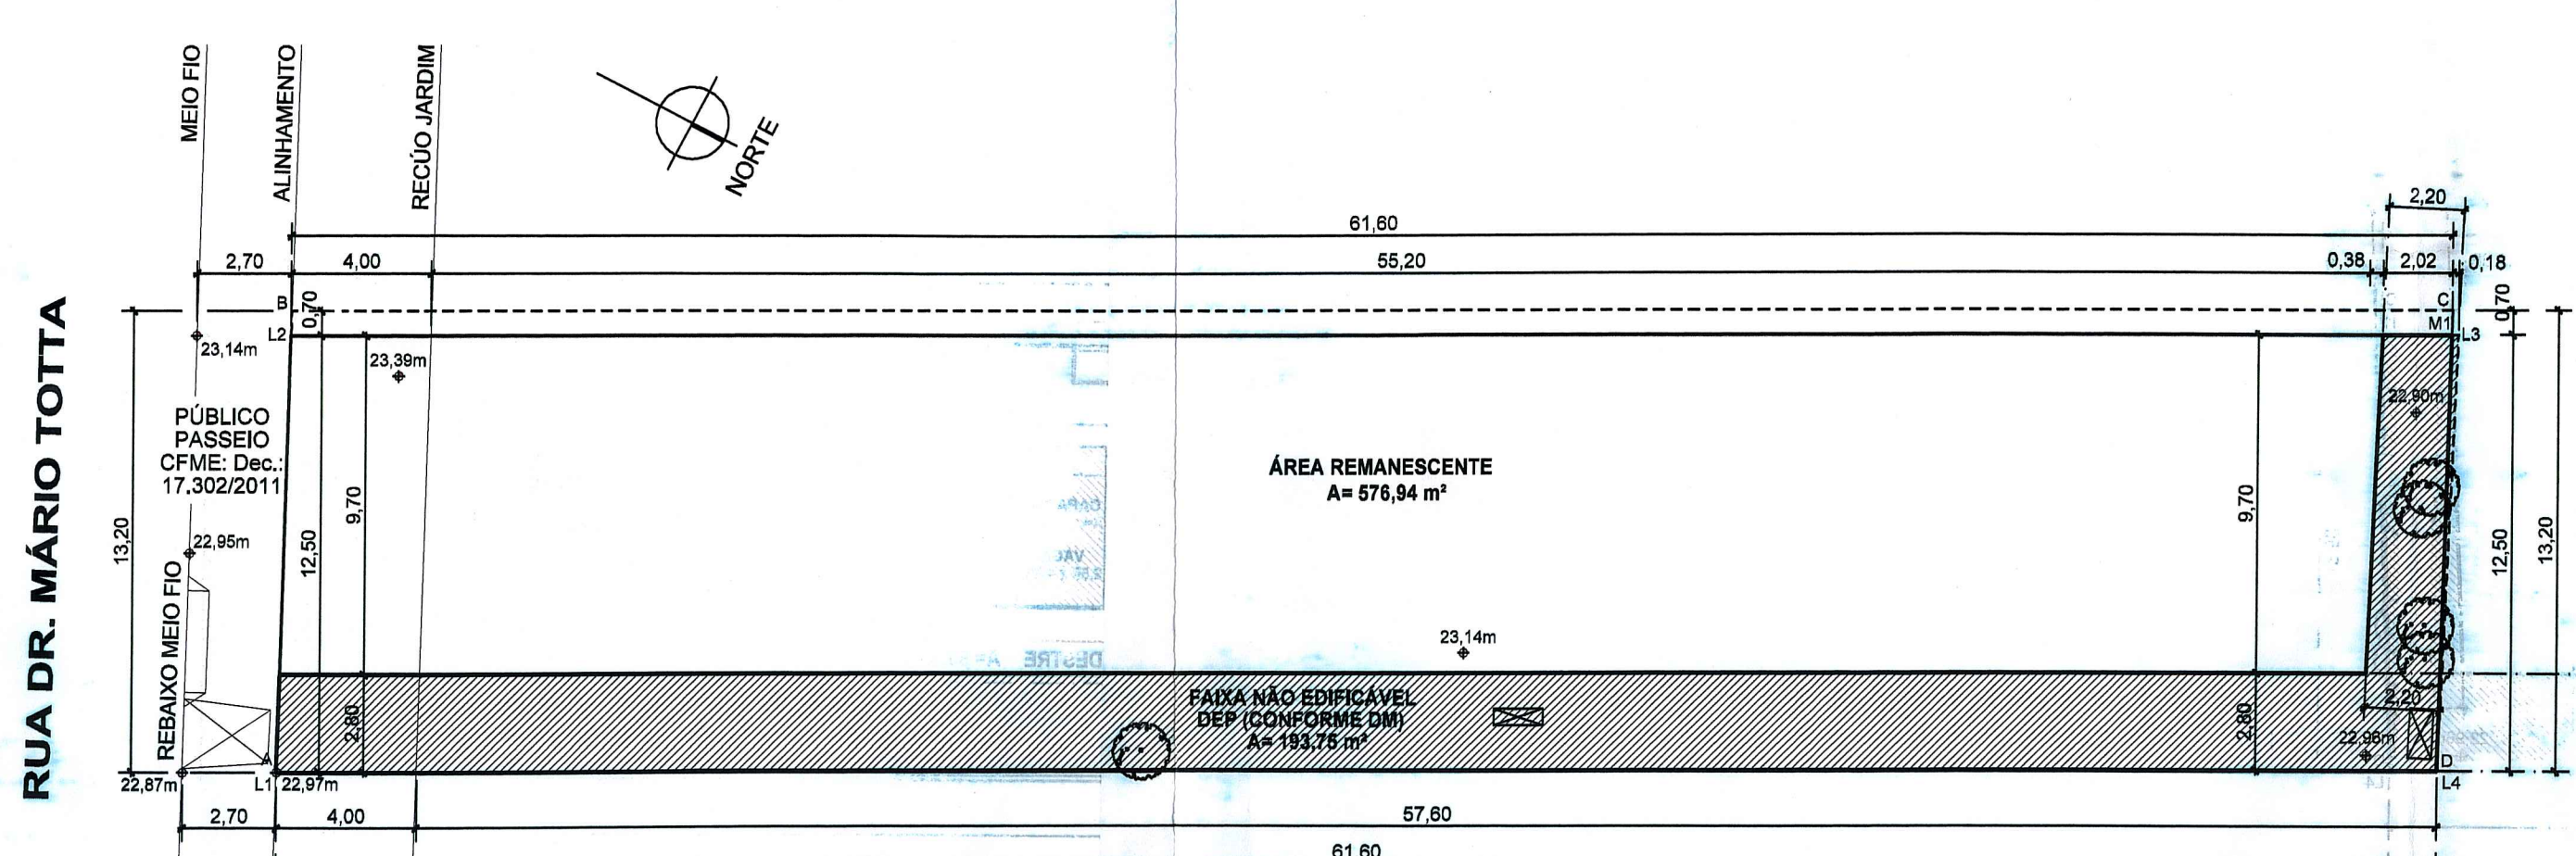 MEIO FIO
ALINHAMENTO
RECÚO JARDIM
NORTE
2,20
61,60
2,70
4,00
55,20
0,38
2,02
0,18
B
0,70
C
0,70
L2
M1
L3
23,14m
23,39m
22,90m
RUA DR. MÁRIO TOTTA
PÚBLICO
PASSEIO
CFME: Dec.:
17.302/2011
ÁREA REMANESCENTE
A= 576,94 m²
13,20
12,50
9,70
9,70
12,50
13,20
22,95m
REBAIXO MEIO FIO
23,14m
FAIXA NÃO EDIFICÁVEL
DEP (CONFORME DM)
A= 193,75 m²
2,80
2,80
2,20
22,96m
A
D
22,87m
L1
22,97m
L4
2,70
4,00
57,60
61,60